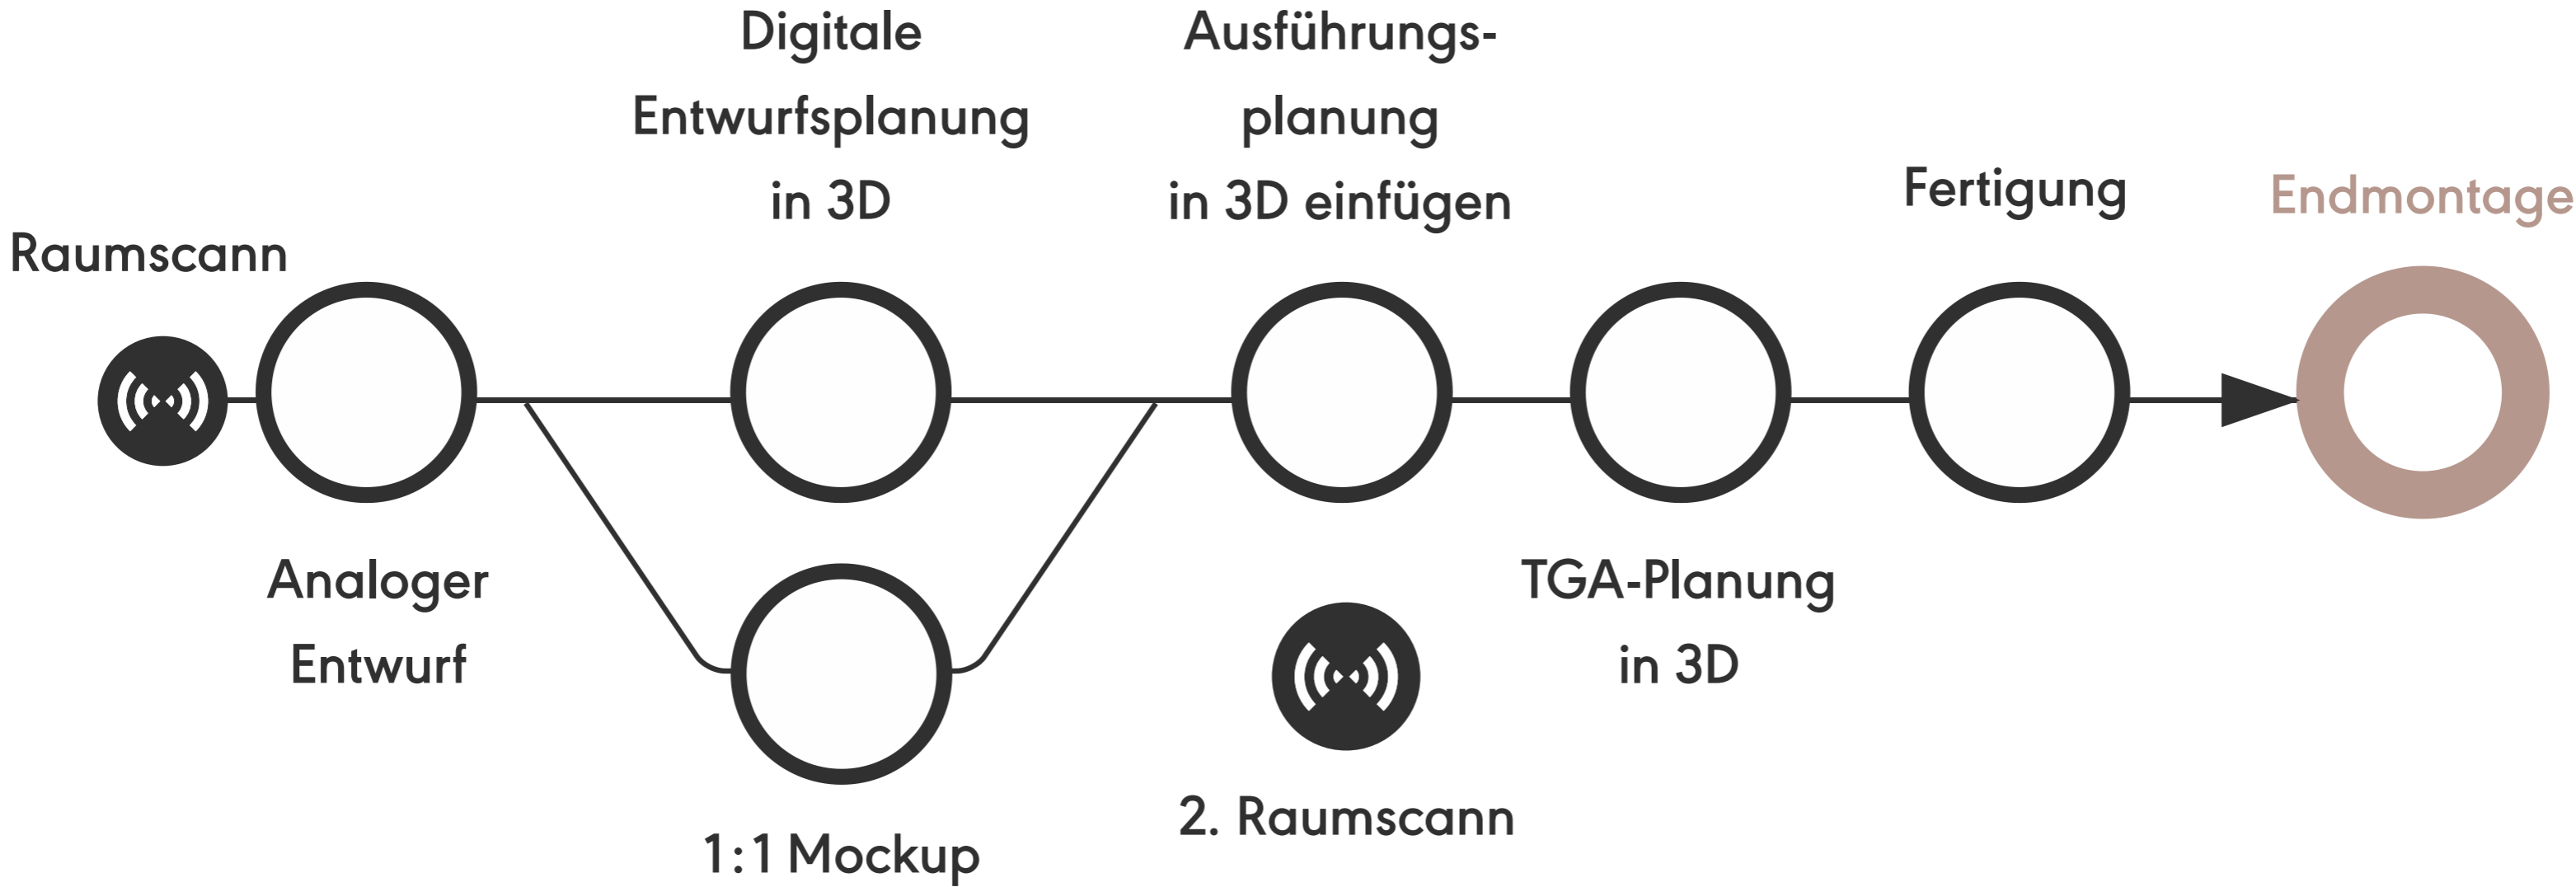 Raumscann
Analoger
Entwurf
Digitale
Entwurfsplanung
in 3D
1:1 Mockup
Ausführungs-
planung
in 3D einfügen
2. Raumscann
TGA-Planung
in 3D
Fertigung
Endmontage